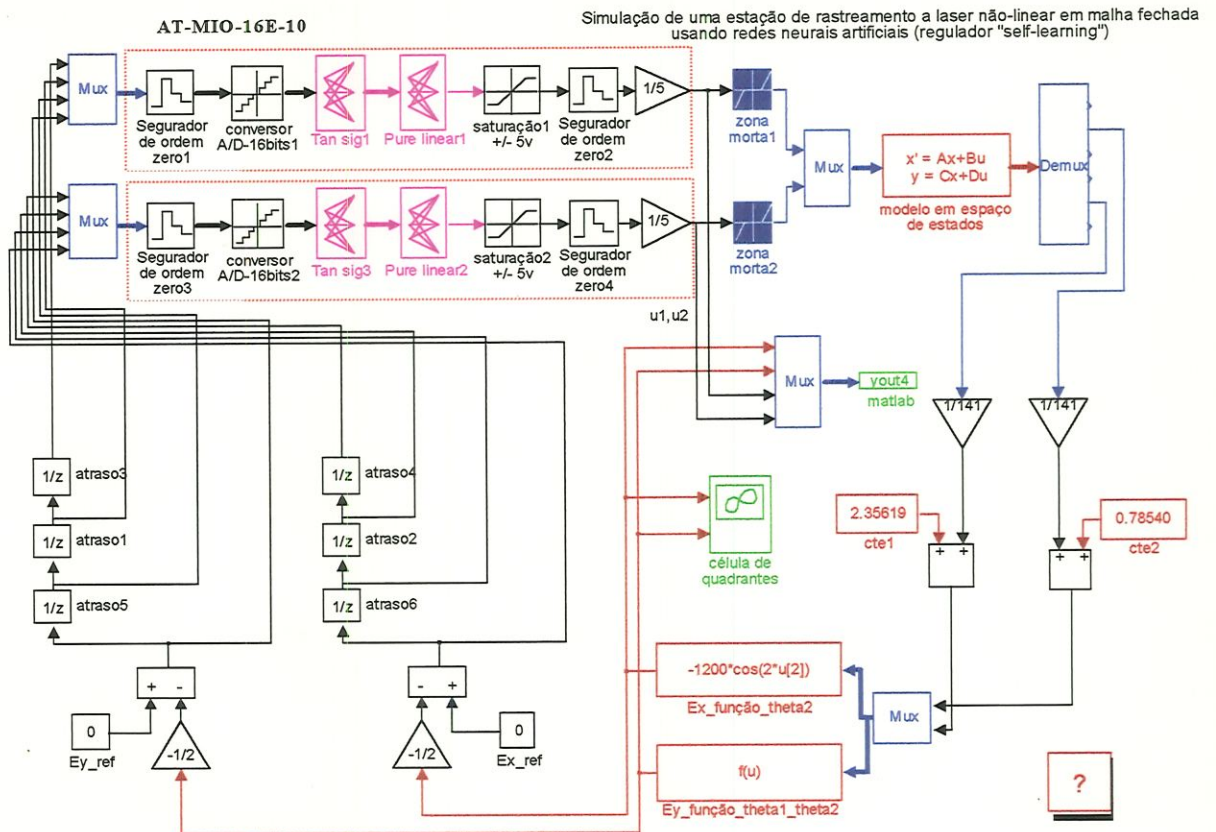 AT-MIO-16E-10
Simulação de uma estação de rastreamento a laser não-linear em malha fechada
usando redes neurais artificiais (regulador "self-learning")
Mux
Segurador
de ordem
zero1
conversor
A/D-16bits1
Tan sig1
Pure linear1
saturação1
+/- 5v
Segurador
de ordem
zero2
1/5
zona
morta1
Mux
Segurador
de ordem
zero3
conversor
A/D-16bits2
Tan sig3
Pure linear2
saturação2
+/- 5v
Segurador
de ordem
zero4
1/5
zona
morta2
Mux
x' = Ax+Bu
y = Cx+Du
modelo em espaço
de estados
Demux
u1,u2
Mux
yout4
matlab
1/141
1/141
1/z
atraso3
1/z
atraso4
1/z
atraso1
1/z
atraso2
1/z
atraso5
1/z
atraso6
célula de
quadrantes
2.35619
cte1
+ +
+ +
0.78540
cte2
+ -
- +
0
Ey_ref
-1/2
-1/2
0
Ex_ref
-1200*cos(2*u[2])
Ex_função_theta2
Mux
f(u)
Ey_função_theta1_theta2
?